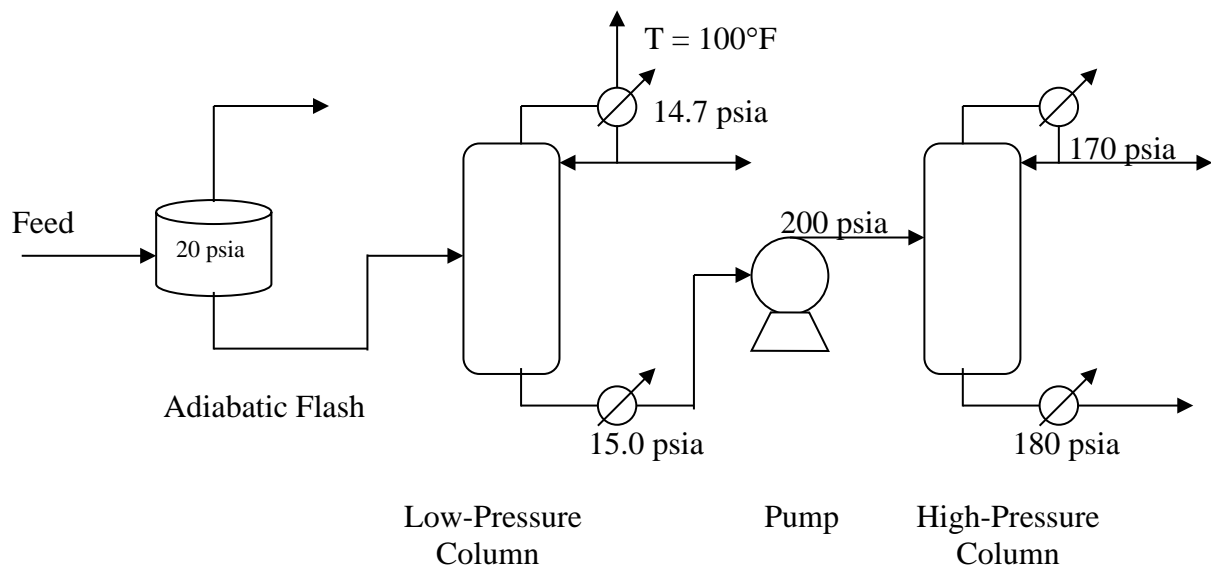 T = 100°F
14.7 psia
170 psia
Feed
20 psia
200 psia
Adiabatic Flash
15.0 psia
180 psia
Low-Pressure
Column
Pump
High-Pressure
Column